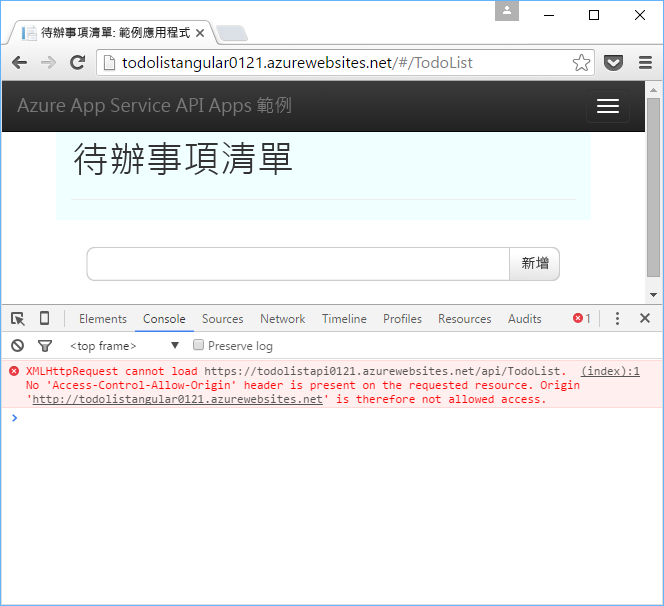 待辦事項清單: 範例應用程式
todolistangular0121.azurewebsites.net/#/TodoList
Azure App Service API Apps 範例
待辦事項清單
新增
Elements Console Sources Network Timeline Profiles Resources Audits 1
<top frame> Preserve log
XMLHttpRequest cannot load https://todolistapi0121.azurewebsites.net/api/TodoList. (index):1
No 'Access-Control-Allow-Origin' header is present on the requested resource. Origin
'http://todolistangular0121.azurewebsites.net' is therefore not allowed access.